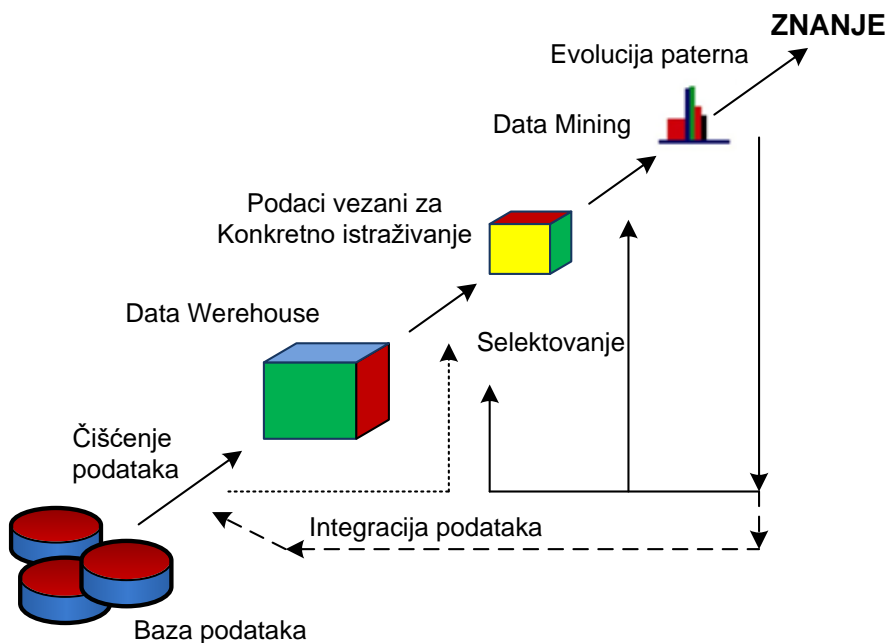 ZNANJE
Evolucija paterna
Data Mining
Podaci vezani za
Konkretno istraživanje
Data Werehouse
Selektovanje
Čišćenje
podataka
Integracija podataka
Baza podataka